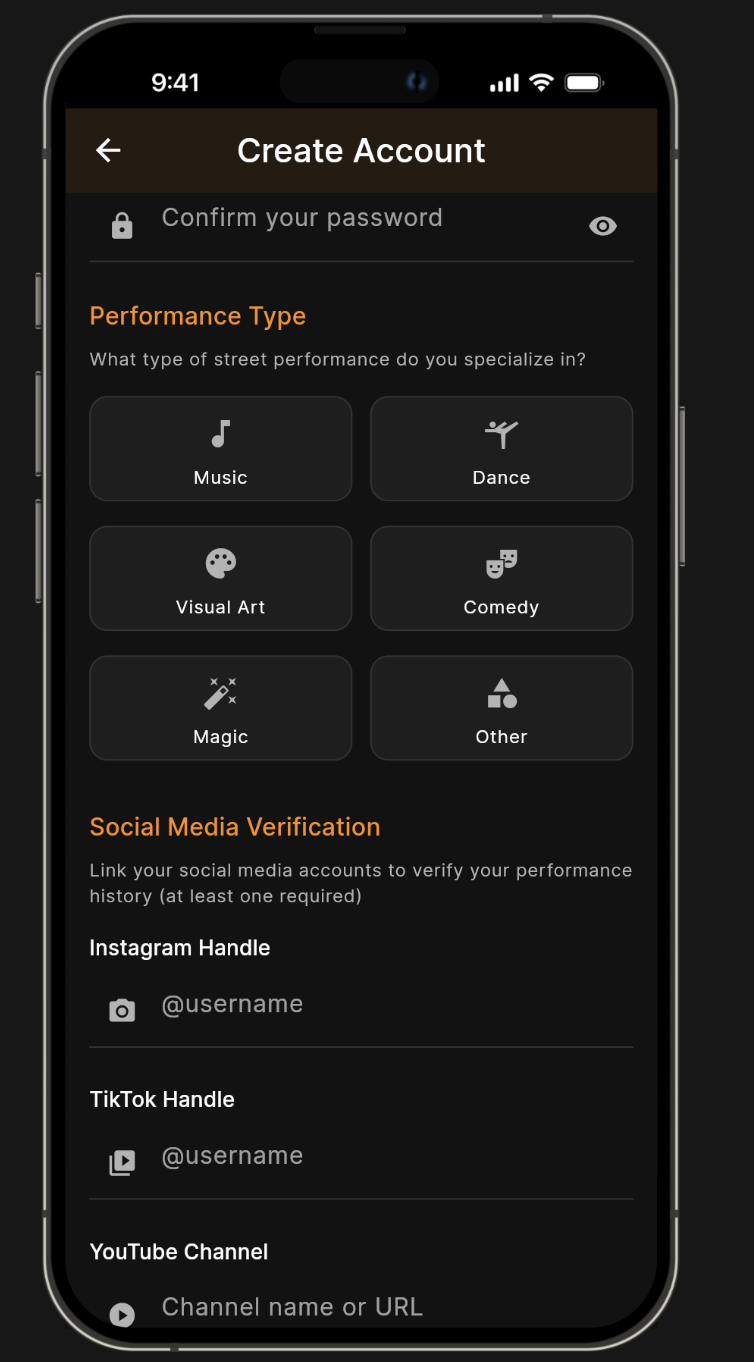 9:41
Create Account
Confirm your password
Performance Type
What type of street performance do you specialize in?
Music
Dance
Visual Art
Comedy
Magic
Other
Social Media Verification
Link your social media accounts to verify your performance
history (at least one required)
Instagram Handle
@username
TikTok Handle
@username
YouTube Channel
Channel name or URL